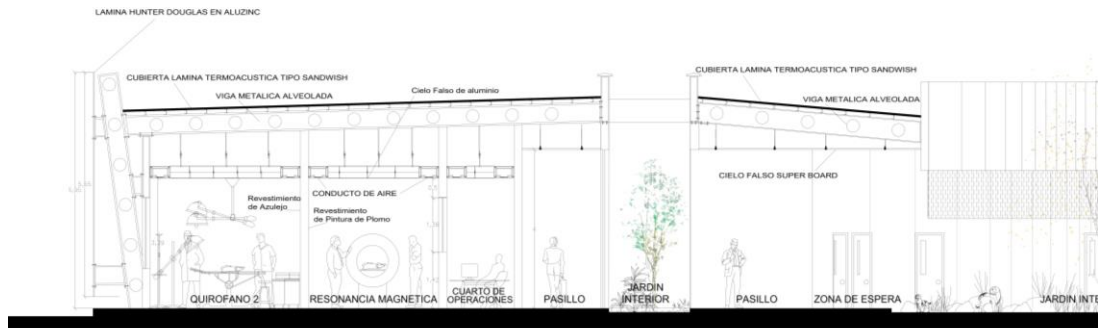 LAMINA HUNTER DOUGLAS EN ALUZINC
CUBIERTA LAMINA TERMOACUSTICA TIPO SANDWISH
VIGA METALICA ALVEOLADA
Cielo Falso de aluminio
CUBIERTA LAMINA TERMOACUSTICA TIPO SANDWISH
VIGA METALICA ALVEOLADA
CIELO FALSO SUPER BOARD
CONDUCTO DE AIRE
Revestimiento
de Azulejo
Revestimiento
de Pintura de Plomo
QUIROFANO 2
RESONANCIA MAGNETICA
CUARTO DE
OPERACIONES
PASILLO
JARDIN
INTERIOR
PASILLO
ZONA DE ESPERA
JARDIN INTE